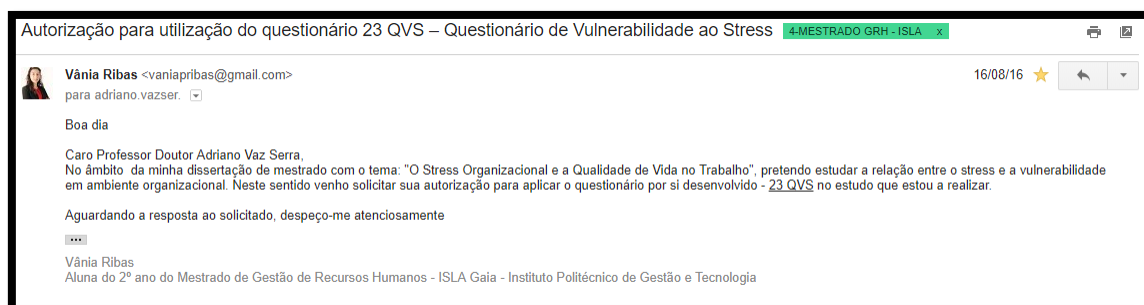 Autorização para utilização do questionário 23 QVS – Questionário de Vulnerabilidade ao Stress 4-MESTRADO GRH - ISLA x
Vânia Ribas <vaniapribas@gmail.com> 16/08/16
para adriano.vazser.
Boa dia
Caro Professor Doutor Adriano Vaz Serra,
No âmbito da minha dissertação de mestrado com o tema: "O Stress Organizacional e a Qualidade de Vida no Trabalho", pretendo estudar a relação entre o stress e a vulnerabilidade
em ambiente organizacional. Neste sentido venho solicitar sua autorização para aplicar o questionário por si desenvolvido - 23 QVS no estudo que estou a realizar.
Aguardando a resposta ao solicitado, despeço-me atenciosamente
Vânia Ribas
Aluna do 2º ano do Mestrado de Gestão de Recursos Humanos - ISLA Gaia - Instituto Politécnico de Gestão e Tecnologia